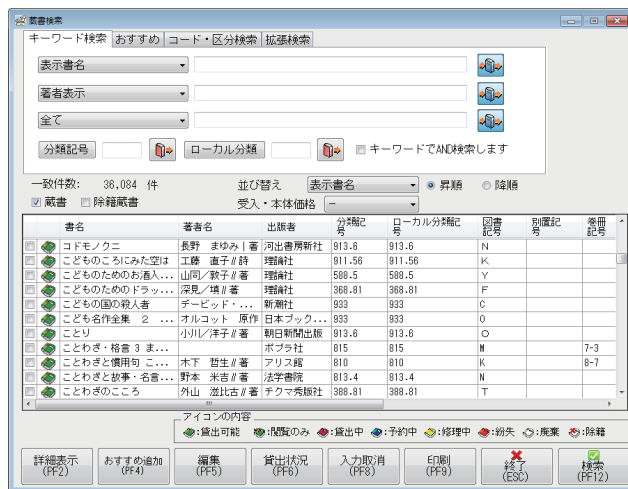 蔵書検索
キーワード検索 おすすめ コード・区分検索 拡張検索
表示書名
著者表示
全て
分類記号 ローカル分類 キーワードでAND検索します
一致件数: 36,084 件 並び替え 表示書名 昇順 降順
蔵書 除籍蔵書 受入・本体価格 －
書名 著者名 出版者 分類記号 ローカル分類記号 図書記号 別置記号 巻冊記号
コドモノクニ 長野 まゆみ|著 河出書房新社 913.6 913.6 N
こどものころにみた空は 工藤 直子∥詩 理論社 911.56 911.56 K
こどものためのお酒入... 山同/敦子∥著 理論社 588.5 588.5 Y
こどものためのドラッ... 深見/填∥著 理論社 368.81 368.81 F
こどもの国の殺人者 デービッド・... 新潮社 933 933 C
こども名作全集 2 ... オルコット 原作 日本ブック... 933 933 O
ことり 小川/洋子∥著 朝日新聞出版 913.6 913.6 O
ことわざ・格言 3 ま... ポプラ社 815 815 M 7-3
ことわざと慣用句 こ... 木下 哲生∥著 アリス館 810 810 K 8-7
ことわざと故事・名言... 野本 米吉∥著 法学書院 813.4 813.4 N
ことわざのこころ 外山 滋比古∥著 チクマ秀版社 388.81 388.81 T
アイコンの内容
:貸出可能 :閲覧のみ :貸出中 :予約中 :修理中 :紛失 :廃棄 :除籍
詳細表示 おすすめ追加 編集 貸出状況 入力取消 印刷 終了 検索
(PF2) (PF4) (PF5) (PF6) (PF8) (PF9) (ESC) (PF12)